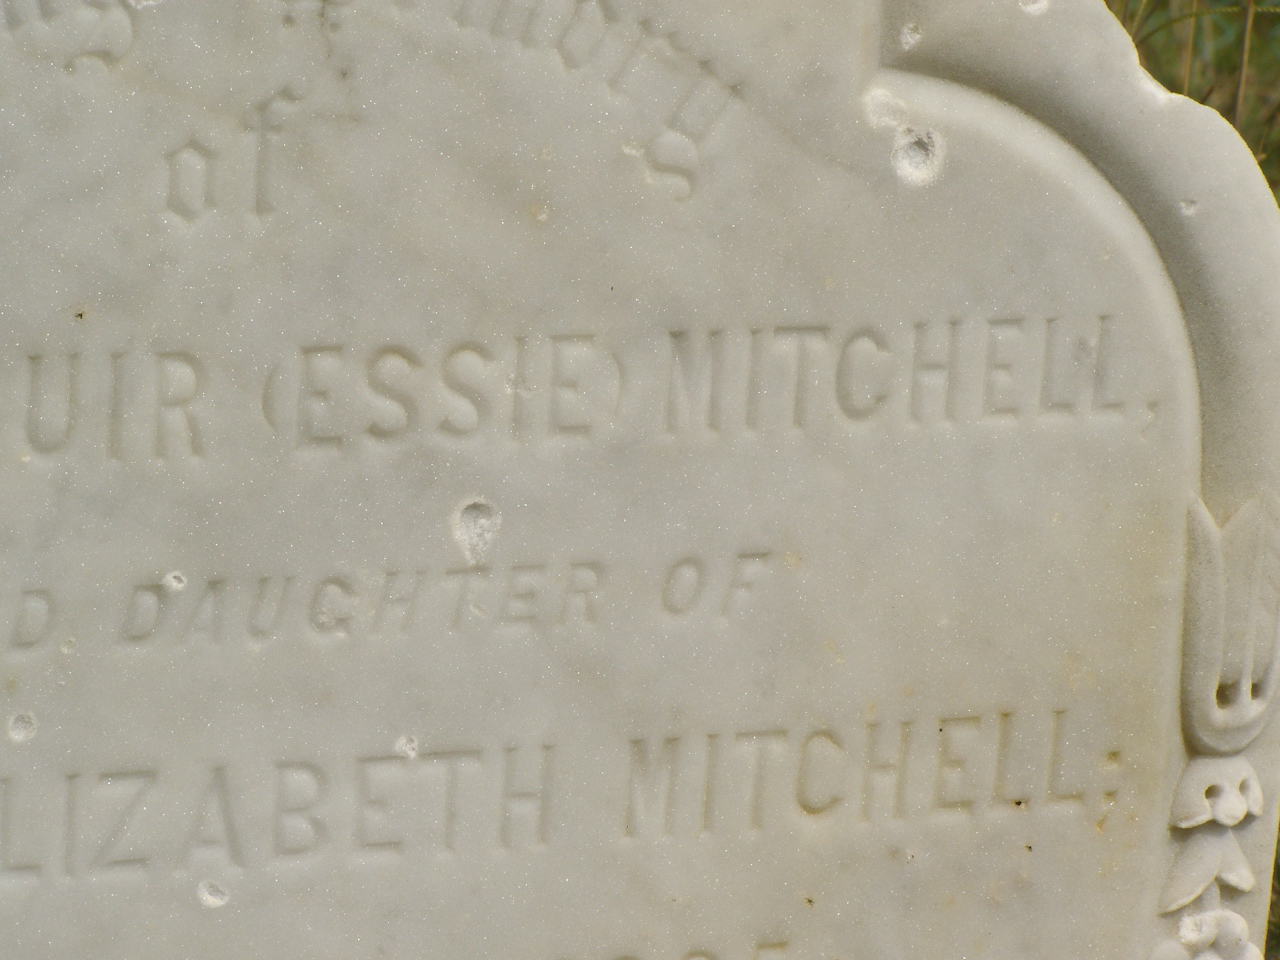 of
UIR (ESSIE) MITCHELL,
D DAUGHTER OF
LIZABETH MITCHELL;